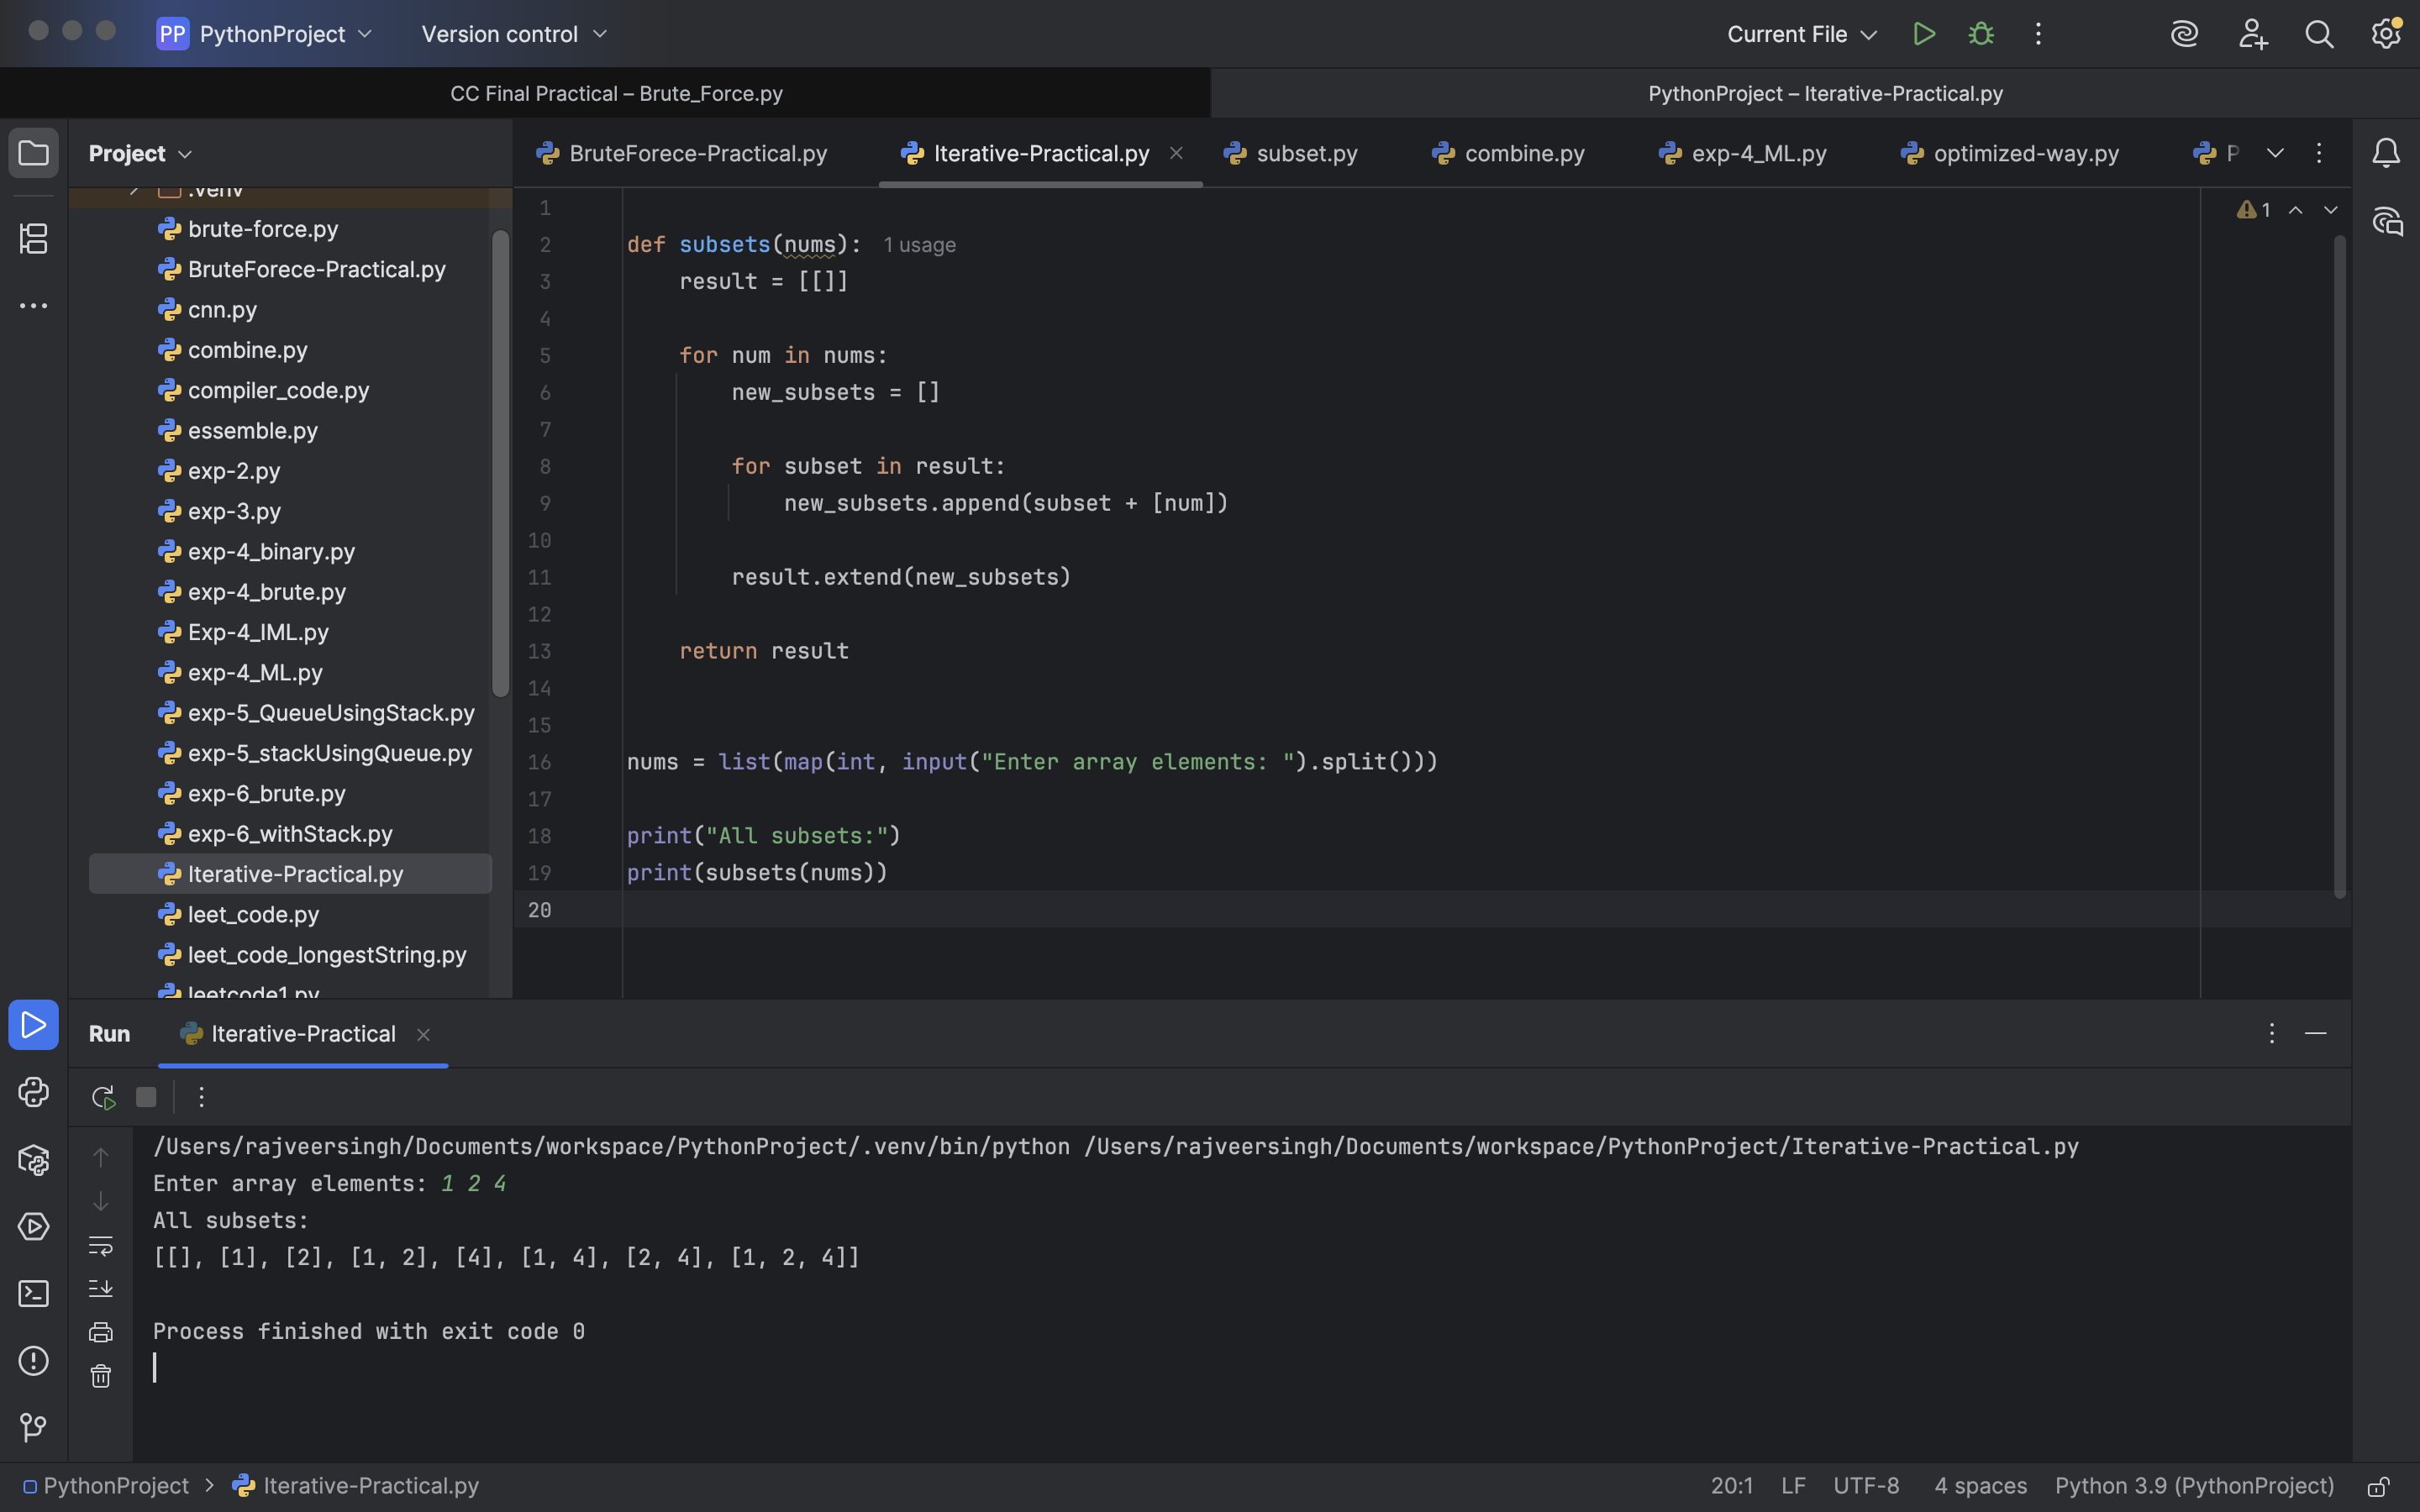 PP PythonProject Version control Current File
CC Final Practical – Brute_Force.py PythonProject – Iterative-Practical.py
Project
BruteForece-Practical.py Iterative-Practical.py subset.py combine.py exp-4_ML.py optimized-way.py P
.venv
brute-force.py
BruteForece-Practical.py
cnn.py
combine.py
compiler_code.py
essemble.py
exp-2.py
exp-3.py
exp-4_binary.py
exp-4_brute.py
Exp-4_IML.py
exp-4_ML.py
exp-5_QueueUsingStack.py
exp-5_stackUsingQueue.py
exp-6_brute.py
exp-6_withStack.py
Iterative-Practical.py
leet_code.py
leet_code_longestString.py
leetcode1.py
1
1
2 def subsets(nums): 1 usage
3     result = [[]]
4
5     for num in nums:
6         new_subsets = []
7
8         for subset in result:
9             new_subsets.append(subset + [num])
10
11         result.extend(new_subsets)
12
13     return result
14
15
16 nums = list(map(int, input("Enter array elements: ").split()))
17
18 print("All subsets:")
19 print(subsets(nums))
20
Run Iterative-Practical
/Users/rajveersingh/Documents/workspace/PythonProject/.venv/bin/python /Users/rajveersingh/Documents/workspace/PythonProject/Iterative-Practical.py
Enter array elements: 1 2 4
All subsets:
[[], [1], [2], [1, 2], [4], [1, 4], [2, 4], [1, 2, 4]]
Process finished with exit code 0
PythonProject Iterative-Practical.py 20:1 LF UTF-8 4 spaces Python 3.9 (PythonProject)